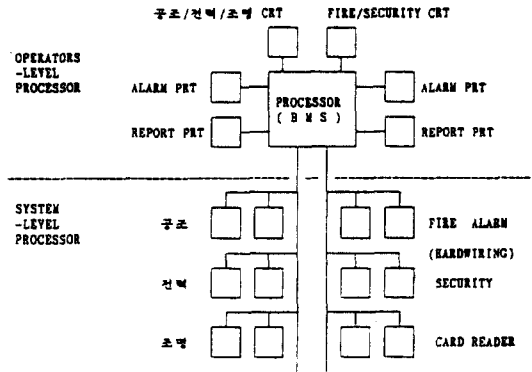 공조/전력/조명 CRT
FIRE/SECURITY CRT
OPERATORS
-LEVEL
PROCESSOR
ALARM PRT
PROCESSOR
( B M S )
ALARM PRT
REPORT PRT
REPORT PRT
SYSTEM
-LEVEL
PROCESSOR
공조
FIRE ALARM
(HARDWIRING)
전력
SECURITY
조명
CARD READER